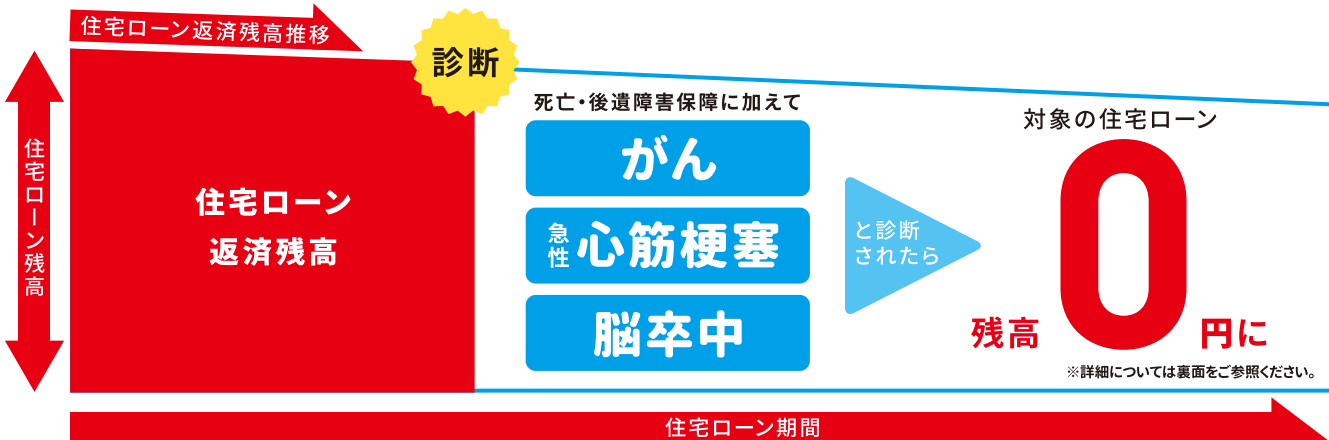 住宅ローン返済残高推移
診断
住宅ローン残高
住宅ローン
返済残高
死亡・後遺障害保障に加えて
がん
急性心筋梗塞
脳卒中
と診断
されたら
対象の住宅ローン
残高0円に
※詳細については裏面をご参照ください。
住宅ローン期間